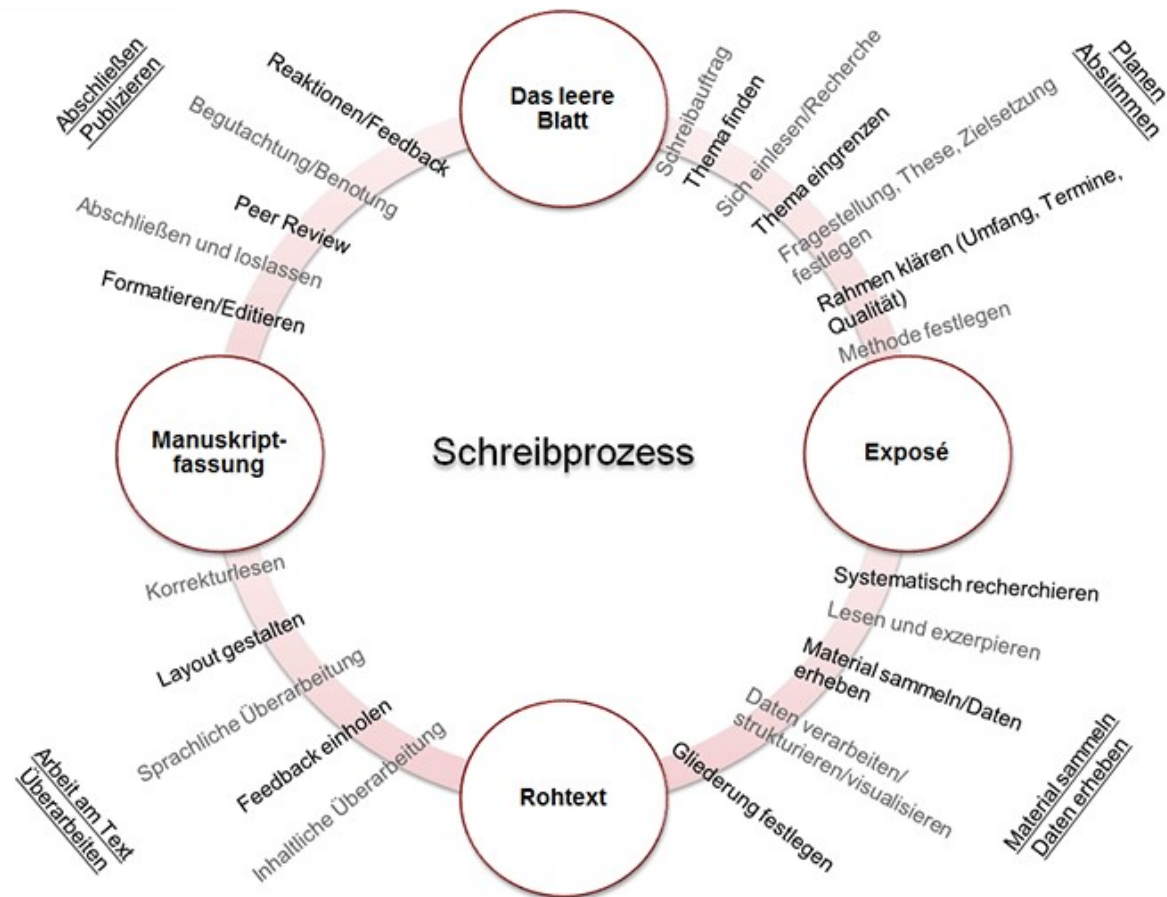 Das leere
Blatt
Schreibauftrag
Thema finden
Sich einlesen/Recherche
Thema eingrenzen
Fragestellung, These, Zielsetzung
festlegen
Rahmen klären (Umfang, Termine,
Qualität)
Methode festlegen
Planen
Abstimmen
Exposé
Systematisch recherchieren
Lesen und exzerpieren
Material sammeln/Daten
erheben
Daten verarbeiten/
strukturieren/visualisieren
Gliederung festlegen
Material sammeln
Daten erheben
Rohtext
Inhaltliche Überarbeitung
Feedback einholen
Sprachliche Überarbeitung
Layout gestalten
Korrekturlesen
Arbeit am Text
Überarbeiten
Manuskript-
fassung
Formatieren/Editieren
Abschließen und loslassen
Peer Review
Begutachtung/Benotung
Reaktionen/Feedback
Abschließen
Publizieren
Schreibprozess